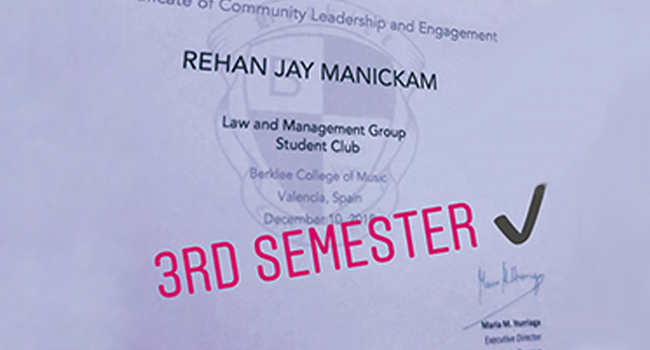 of Community Leadership and Engagement
REHAN JAY MANICKAM
Law and Management Group
Student Club
Berklee College of Music
Valencia, Spain
December 10,
3RD SEMESTER
Maria M. Iturriaga
Executive Director